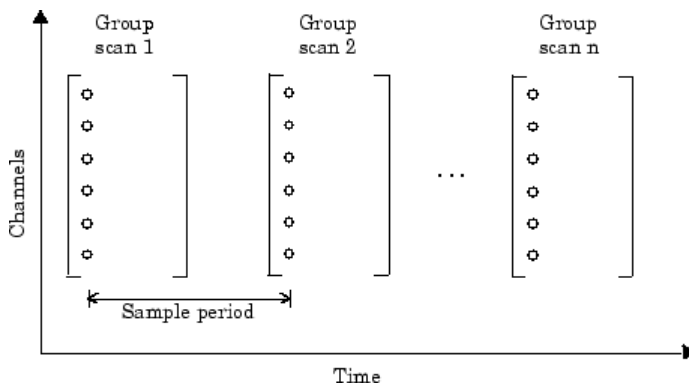 Group
scan 1
Group
scan 2
Group
scan n
...
Channels
Sample period
Time